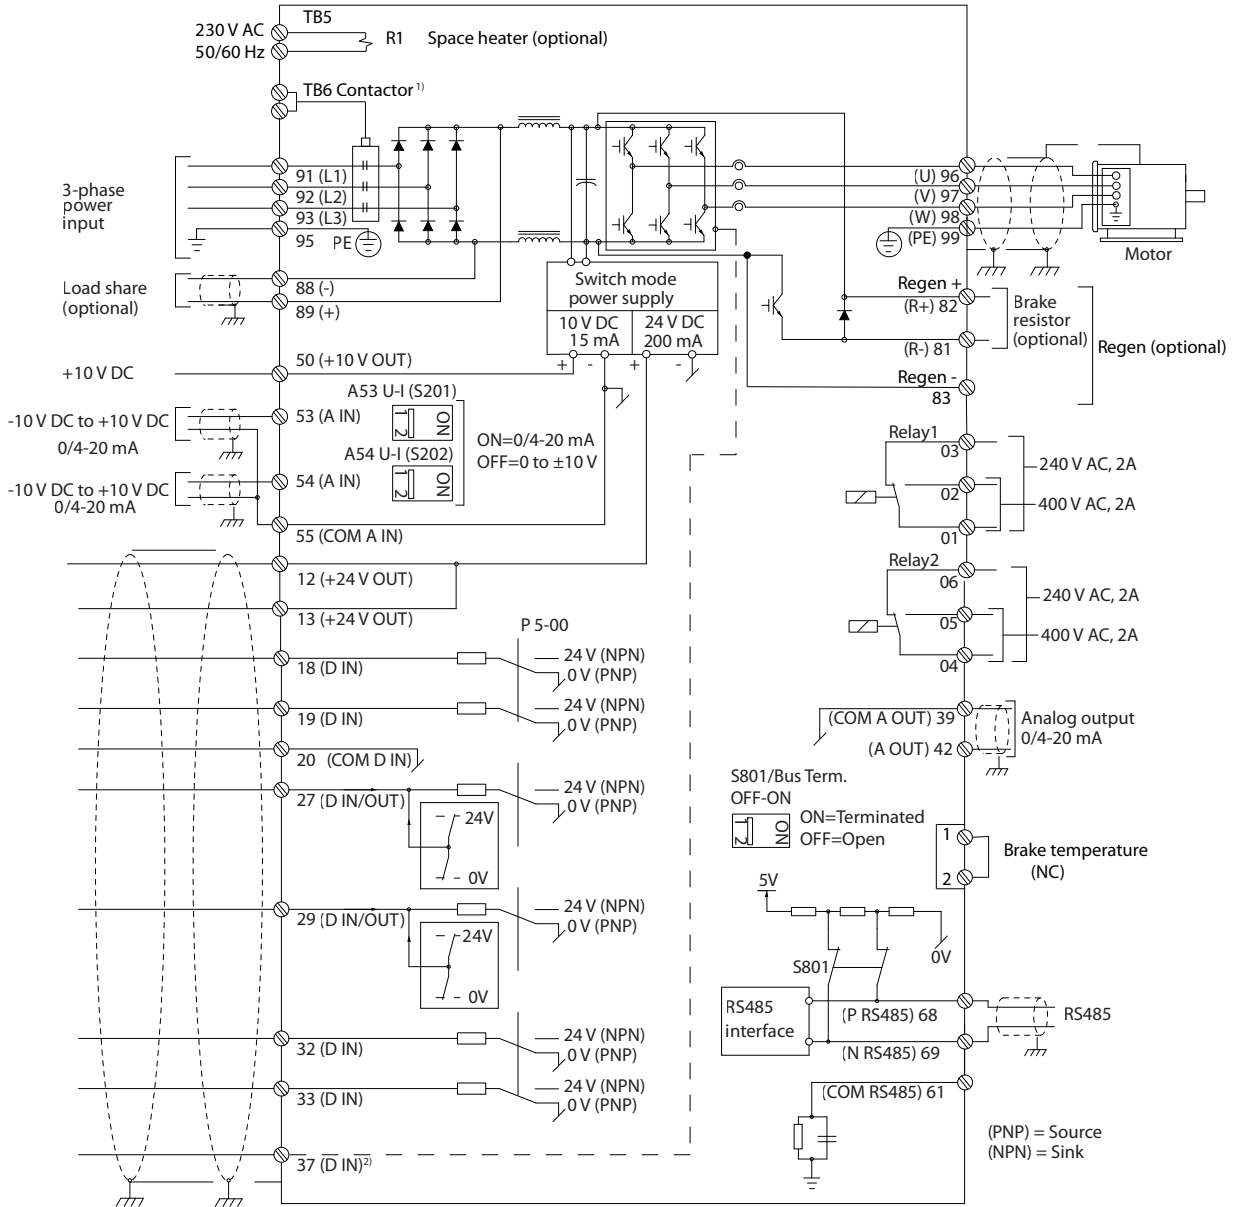 TB5
230 V AC
50/60 Hz
R1
Space heater (optional)
TB6 Contactor 1)
3-phase
power
input
91 (L1)
92 (L2)
93 (L3)
95
PE
(U) 96
(V) 97
(W) 98
(PE) 99
Motor
Load share
(optional)
88 (-)
89 (+)
Switch mode
power supply
10 V DC
15 mA
24 V DC
200 mA
+ - + -
Regen +
(R+) 82
Brake
resistor
(optional)
(R-) 81
Regen (optional)
Regen -
83
+10 V DC
50 (+10 V OUT)
A53 U-I (S201)
1 2
ON
-10 V DC to +10 V DC
0/4-20 mA
53 (A IN)
ON=0/4-20 mA
OFF=0 to ±10 V
A54 U-I (S202)
1 2
ON
-10 V DC to +10 V DC
0/4-20 mA
54 (A IN)
55 (COM A IN)
Relay1
03
240 V AC, 2A
02
400 V AC, 2A
01
Relay2
06
240 V AC, 2A
05
400 V AC, 2A
04
12 (+24 V OUT)
13 (+24 V OUT)
P 5-00
18 (D IN)
24 V (NPN)
0 V (PNP)
19 (D IN)
24 V (NPN)
0 V (PNP)
20 (COM D IN)
27 (D IN/OUT)
24 V (NPN)
0 V (PNP)
24V
0V
29 (D IN/OUT)
24 V (NPN)
0 V (PNP)
24V
0V
32 (D IN)
24 V (NPN)
0 V (PNP)
33 (D IN)
24 V (NPN)
0 V (PNP)
37 (D IN)2)
(COM A OUT) 39
(A OUT) 42
Analog output
0/4-20 mA
S801/Bus Term.
OFF-ON
1 2
ON
ON=Terminated
OFF=Open
1
2
Brake temperature
(NC)
5V
0V
S801
RS485
interface
(P RS485) 68
(N RS485) 69
RS485
(COM RS485) 61
(PNP) = Source
(NPN) = Sink